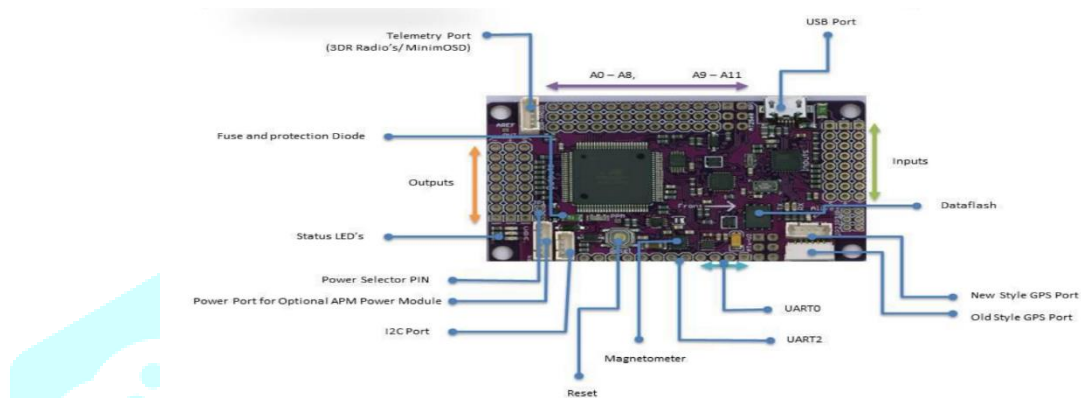 USB Port
Telemetry Port
(3DR Radio's/ MinimOSD)
A0 – A8,
A9 – A11
AREF
Fuse and protection Diode
Inputs
Outputs
Front
Dataflash
Status LED's
Power Selector PIN
New Style GPS Port
Power Port for Optional APM Power Module
UART0
Old Style GPS Port
I2C Port
UART2
Magnetometer
Reset